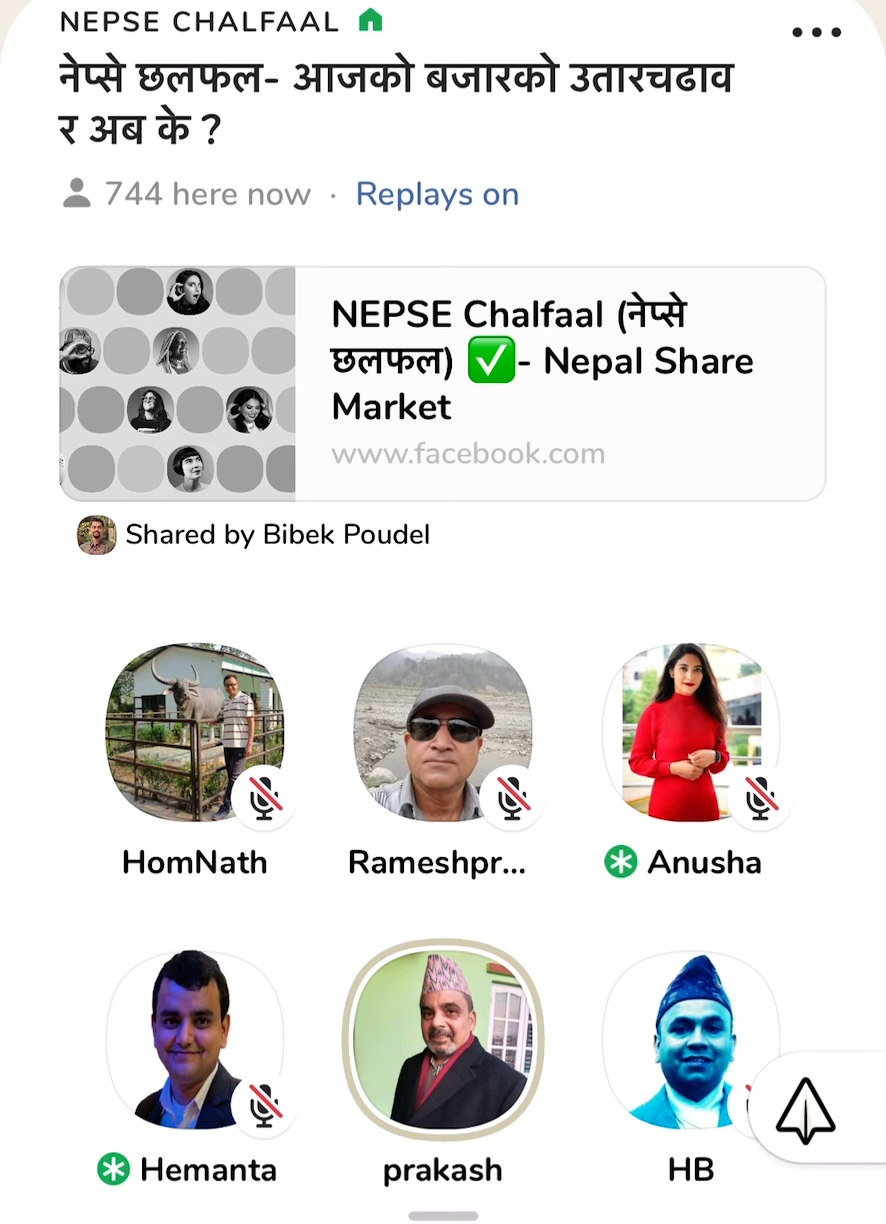 NEPSE CHALFAAL
नेप्से छलफल- आजको बजारको उतारचढाव
र अब के ?
744 here now · Replays on
NEPSE Chalfaal (नेप्से
छलफल) ✅- Nepal Share
Market
www.facebook.com
Shared by Bibek Poudel
HomNath
Rameshpr...
Anusha
Hemanta
prakash
HB